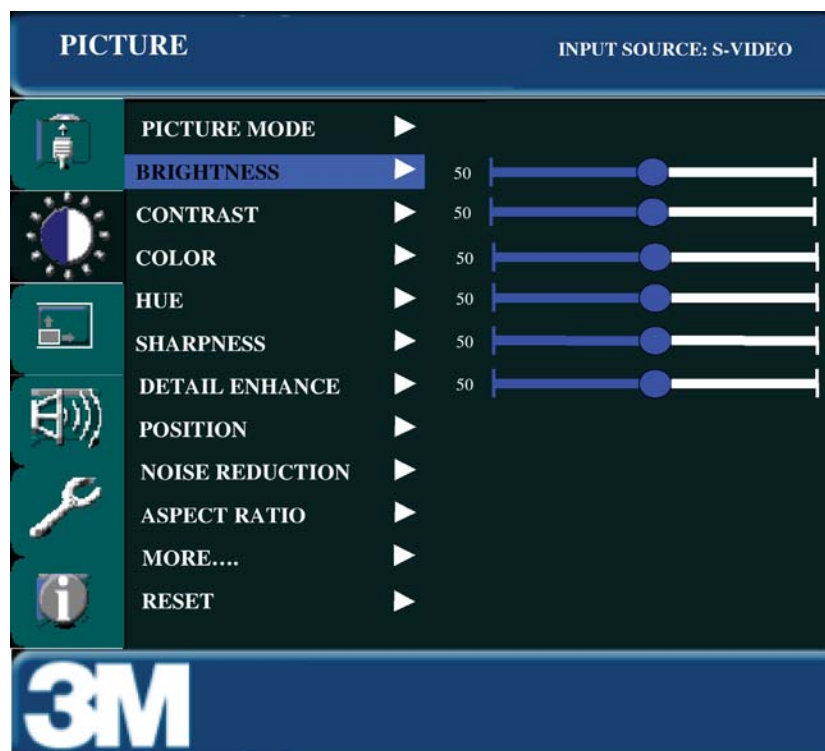 PICTURE
INPUT SOURCE: S-VIDEO
PICTURE MODE
BRIGHTNESS 50
CONTRAST 50
COLOR 50
HUE 50
SHARPNESS 50
DETAIL ENHANCE 50
POSITION
NOISE REDUCTION
ASPECT RATIO
MORE....
RESET
i
3M